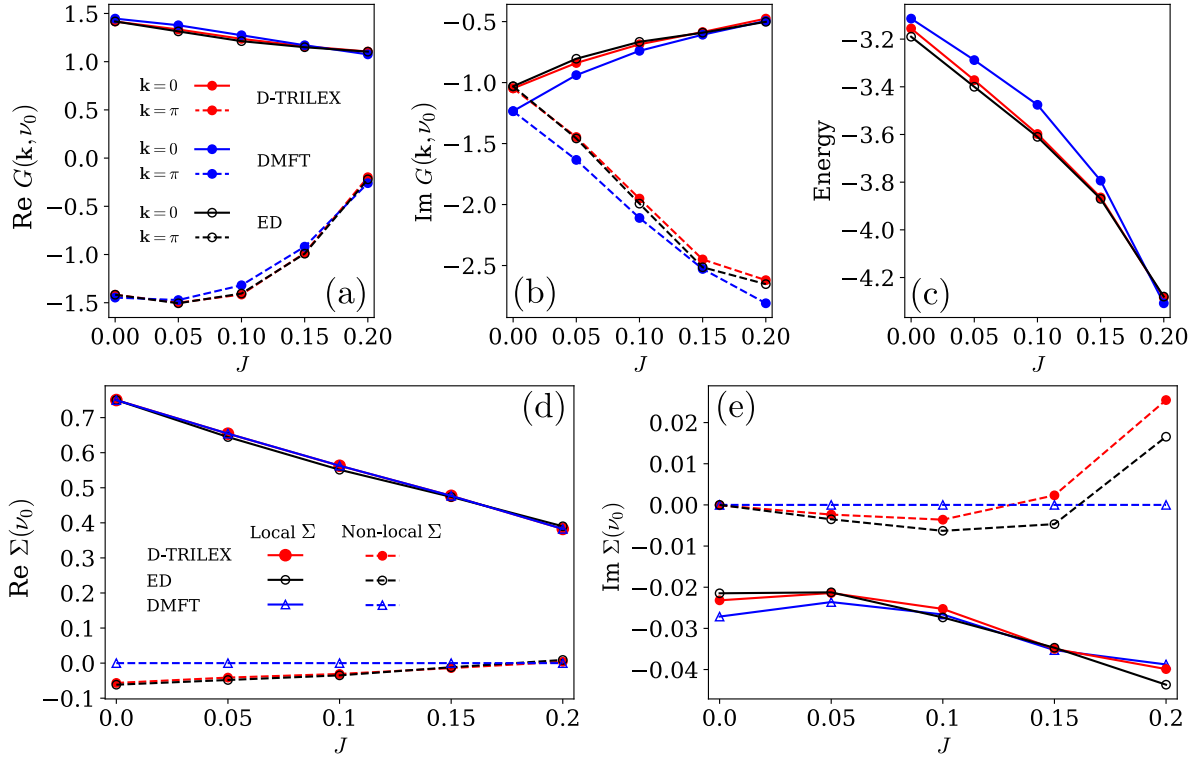 1.5
1.0
0.5
0.0
−0.5
−1.0
−1.5
Re G(k, ν₀)
k = 0
k = π
D-TRILEX
k = 0
k = π
DMFT
k = 0
k = π
ED
(a)
0.00 0.05 0.10 0.15 0.20
J
−0.5
−1.0
−1.5
−2.0
−2.5
Im G(k, ν₀)
(b)
0.00 0.05 0.10 0.15 0.20
J
−3.2
−3.4
−3.6
−3.8
−4.0
−4.2
Energy
(c)
0.00 0.05 0.10 0.15 0.20
J
0.7
0.6
0.5
0.4
0.3
0.2
0.1
0.0
−0.1
Re Σ(ν₀)
(d)
Local Σ Non-local Σ
D-TRILEX
ED
DMFT
0.0 0.05 0.1 0.15 0.2
J
0.02
0.01
0.00
−0.01
−0.02
−0.03
−0.04
Im Σ(ν₀)
(e)
0.0 0.05 0.1 0.15 0.2
J